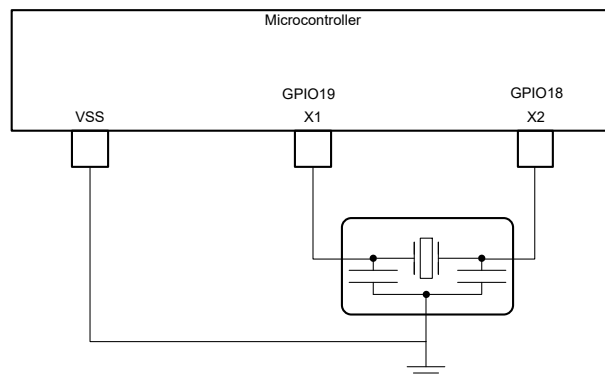 Microcontroller
GPIO19
GPIO18
VSS
X1
X2